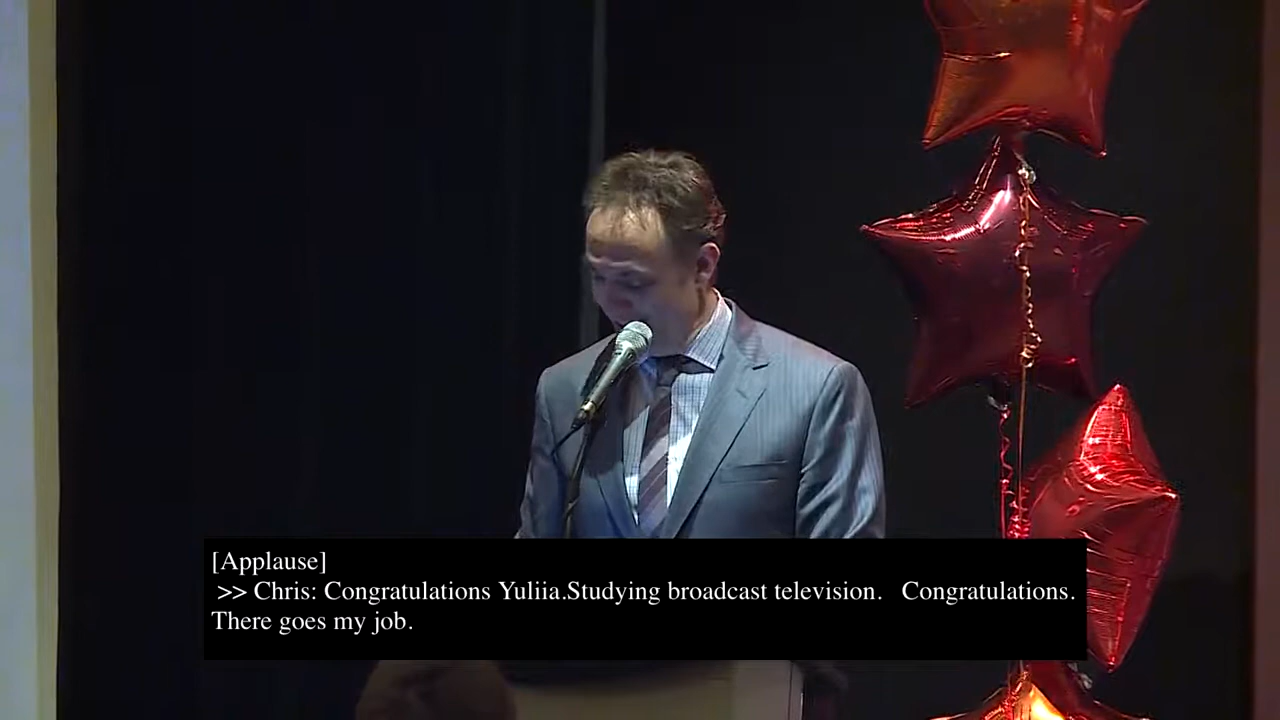 [Applause]
>> Chris: Congratulations Yuliia.Studying broadcast television.   Congratulations.
There goes my job.